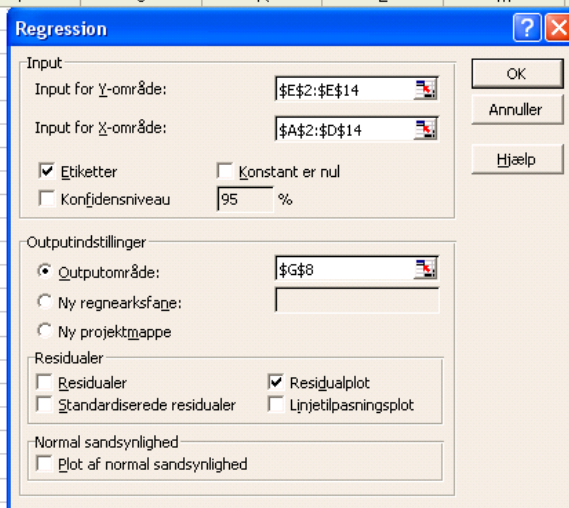 Regression
Input
Input for Y-område:
$E$2:$E$14
OK
Annuller
Input for X-område:
$A$2:$D$14
Hjælp
Etiketter
Konstant er nul
Konfidensniveau
95
%
Outputindstillinger
Outputområde:
$G$8
Ny regnearksfane:
Ny projektmappe
Residualer
Residualer
Residualplot
Standardiserede residualer
Linjetilpasningsplot
Normal sandsynlighed
Plot af normal sandsynlighed